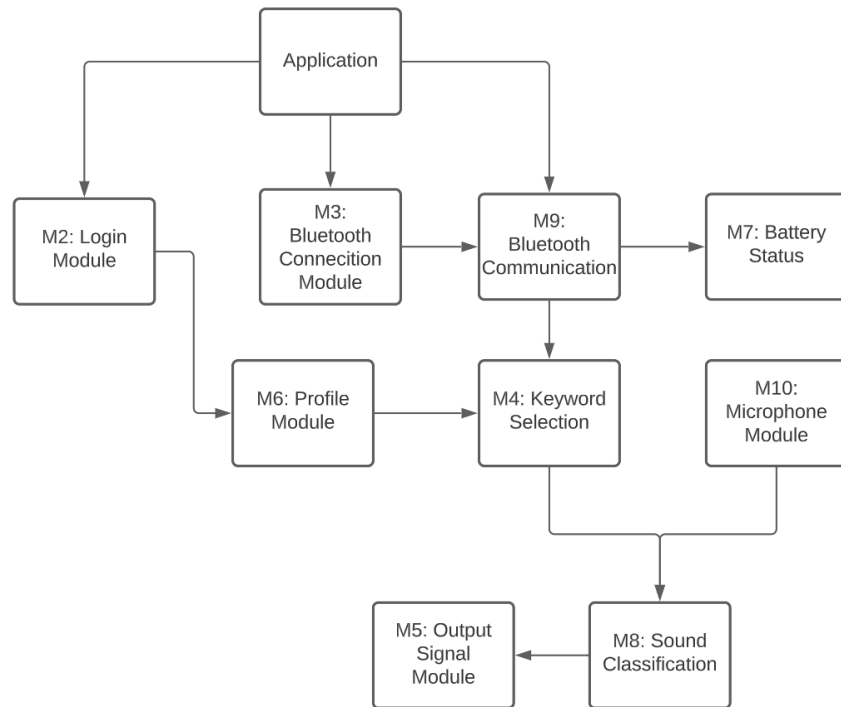 Application
M2: Login
Module
M3:
Bluetooth
Connecition
Module
M9:
Bluetooth
Communication
M7: Battery
Status
M6: Profile
Module
M4: Keyword
Selection
M10:
Microphone
Module
M5: Output
Signal
Module
M8: Sound
Classification